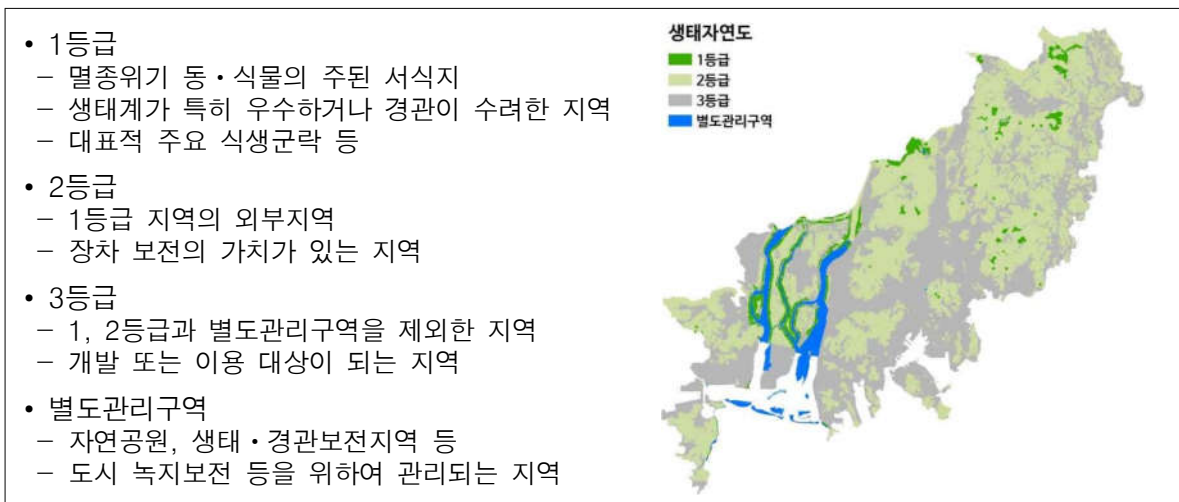 • 1등급
– 멸종위기 동・식물의 주된 서식지
– 생태계가 특히 우수하거나 경관이 수려한 지역
– 대표적 주요 식생군락 등
• 2등급
– 1등급 지역의 외부지역
– 장차 보전의 가치가 있는 지역
• 3등급
– 1, 2등급과 별도관리구역을 제외한 지역
– 개발 또는 이용 대상이 되는 지역
• 별도관리구역
– 자연공원, 생태・경관보전지역 등
– 도시 녹지보전 등을 위하여 관리되는 지역
생태자연도
1등급
2등급
3등급
별도관리구역